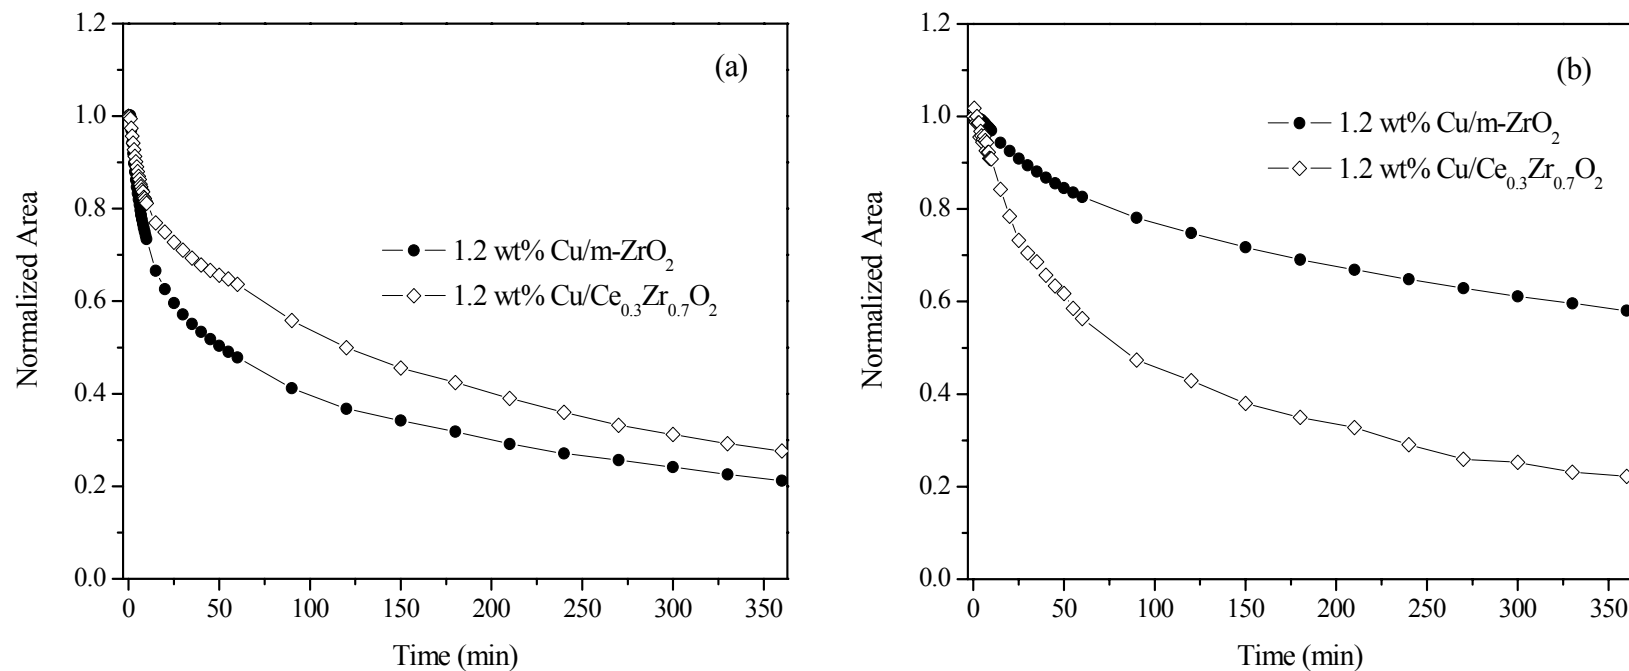 (a)
1.2
1.0
0.8
0.6
0.4
0.2
0.0
Normalized Area
1.2 wt% Cu/m-ZrO₂
1.2 wt% Cu/Ce₀.₃Zr₀.₇O₂
0 50 100 150 200 250 300 350
Time (min)
(b)
1.2
1.0
0.8
0.6
0.4
0.2
0.0
Normalized Area
1.2 wt% Cu/m-ZrO₂
1.2 wt% Cu/Ce₀.₃Zr₀.₇O₂
0 50 100 150 200 250 300 350
Time (min)